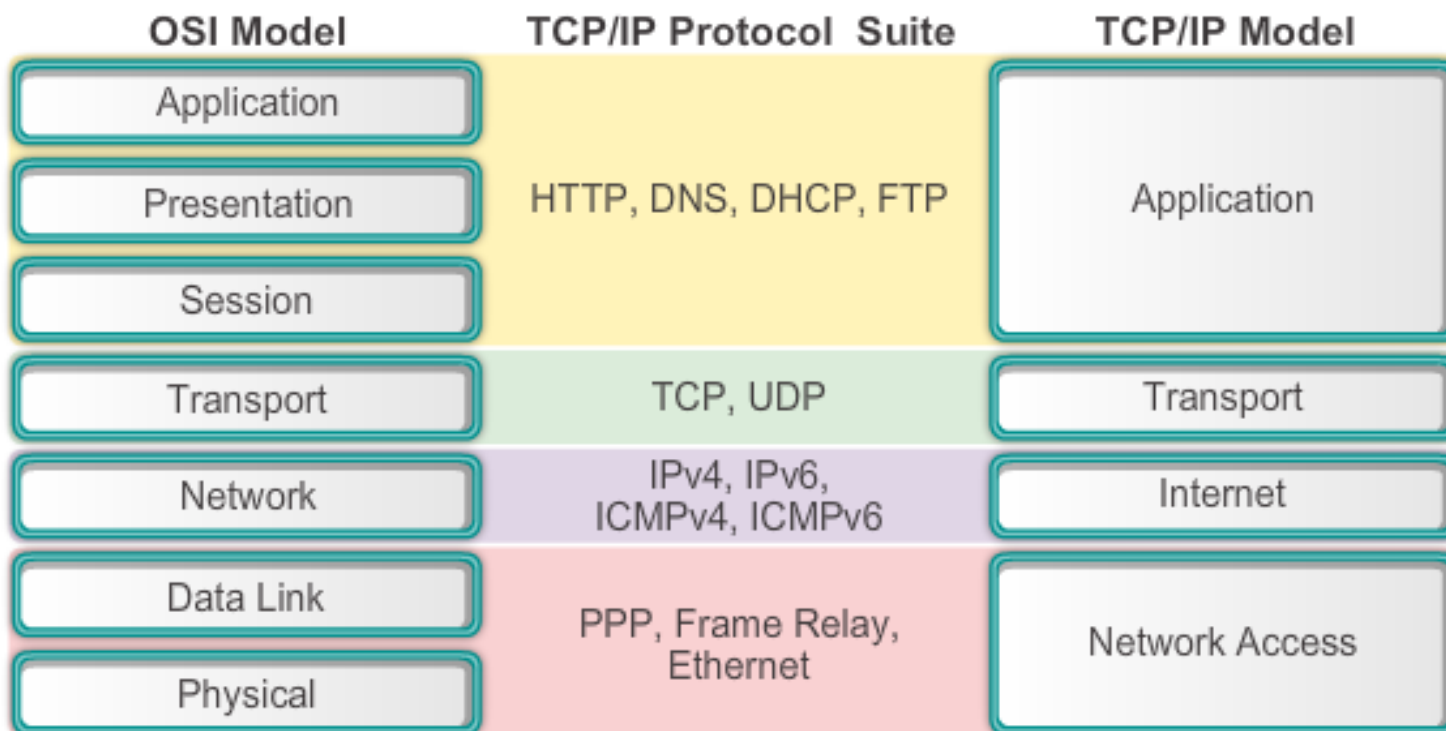 OSI Model
TCP/IP Protocol Suite
TCP/IP Model
Application
Presentation
Session
HTTP, DNS, DHCP, FTP
Application
Transport
TCP, UDP
Transport
Network
IPv4, IPv6,
ICMPv4, ICMPv6
Internet
Data Link
Physical
PPP, Frame Relay,
Ethernet
Network Access